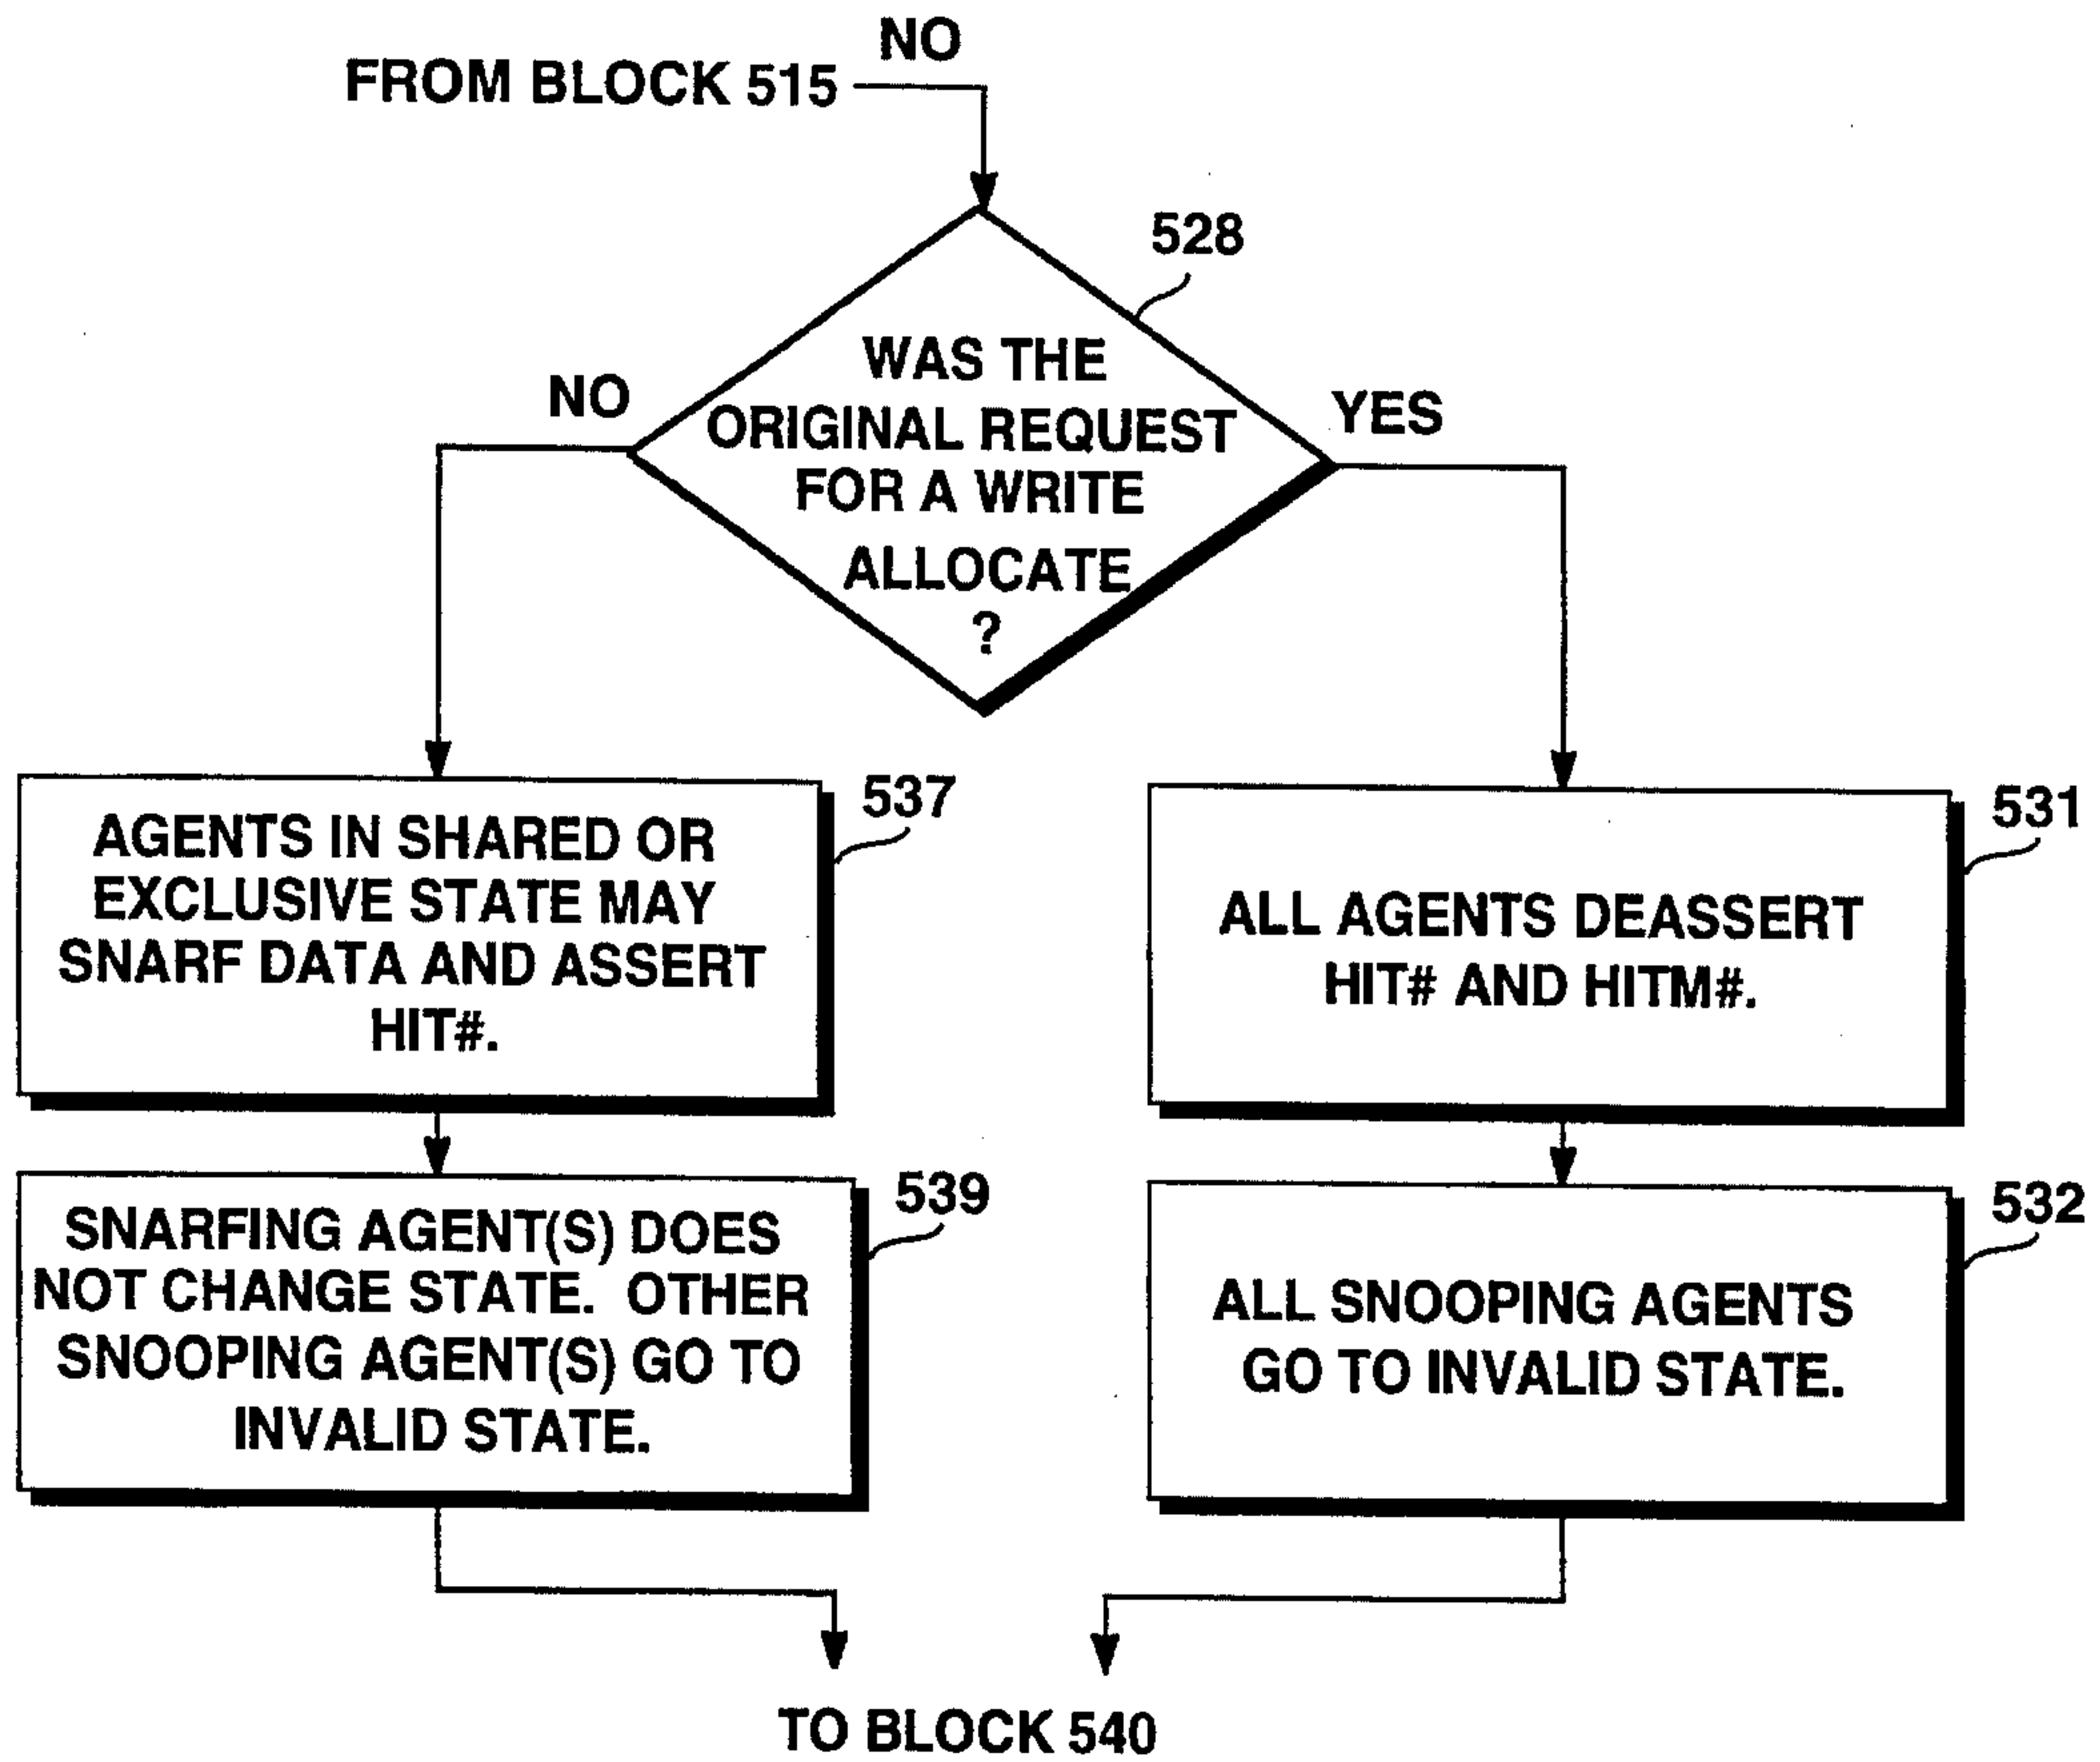 NO
FROM BLOCK 515
528
WAS THE
ORIGINAL REQUEST
FOR A WRITE
ALLOCATE
?
NO
YES
537
AGENTS IN SHARED OR
EXCLUSIVE STATE MAY
SNARF DATA AND ASSERT
HIT#.
531
ALL AGENTS DEASSERT
HIT# AND HITM#.
539
SNARFING AGENT(S) DOES
NOT CHANGE STATE. OTHER
SNOOPING AGENT(S) GO TO
INVALID STATE.
532
ALL SNOOPING AGENTS
GO TO INVALID STATE.
TO BLOCK 540